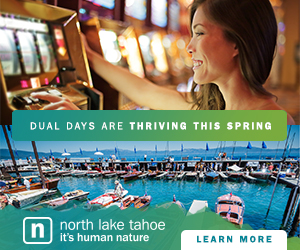 DUAL DAYS ARE THRIVING THIS SPRING
n north lake tahoe
it's human nature
LEARN MORE